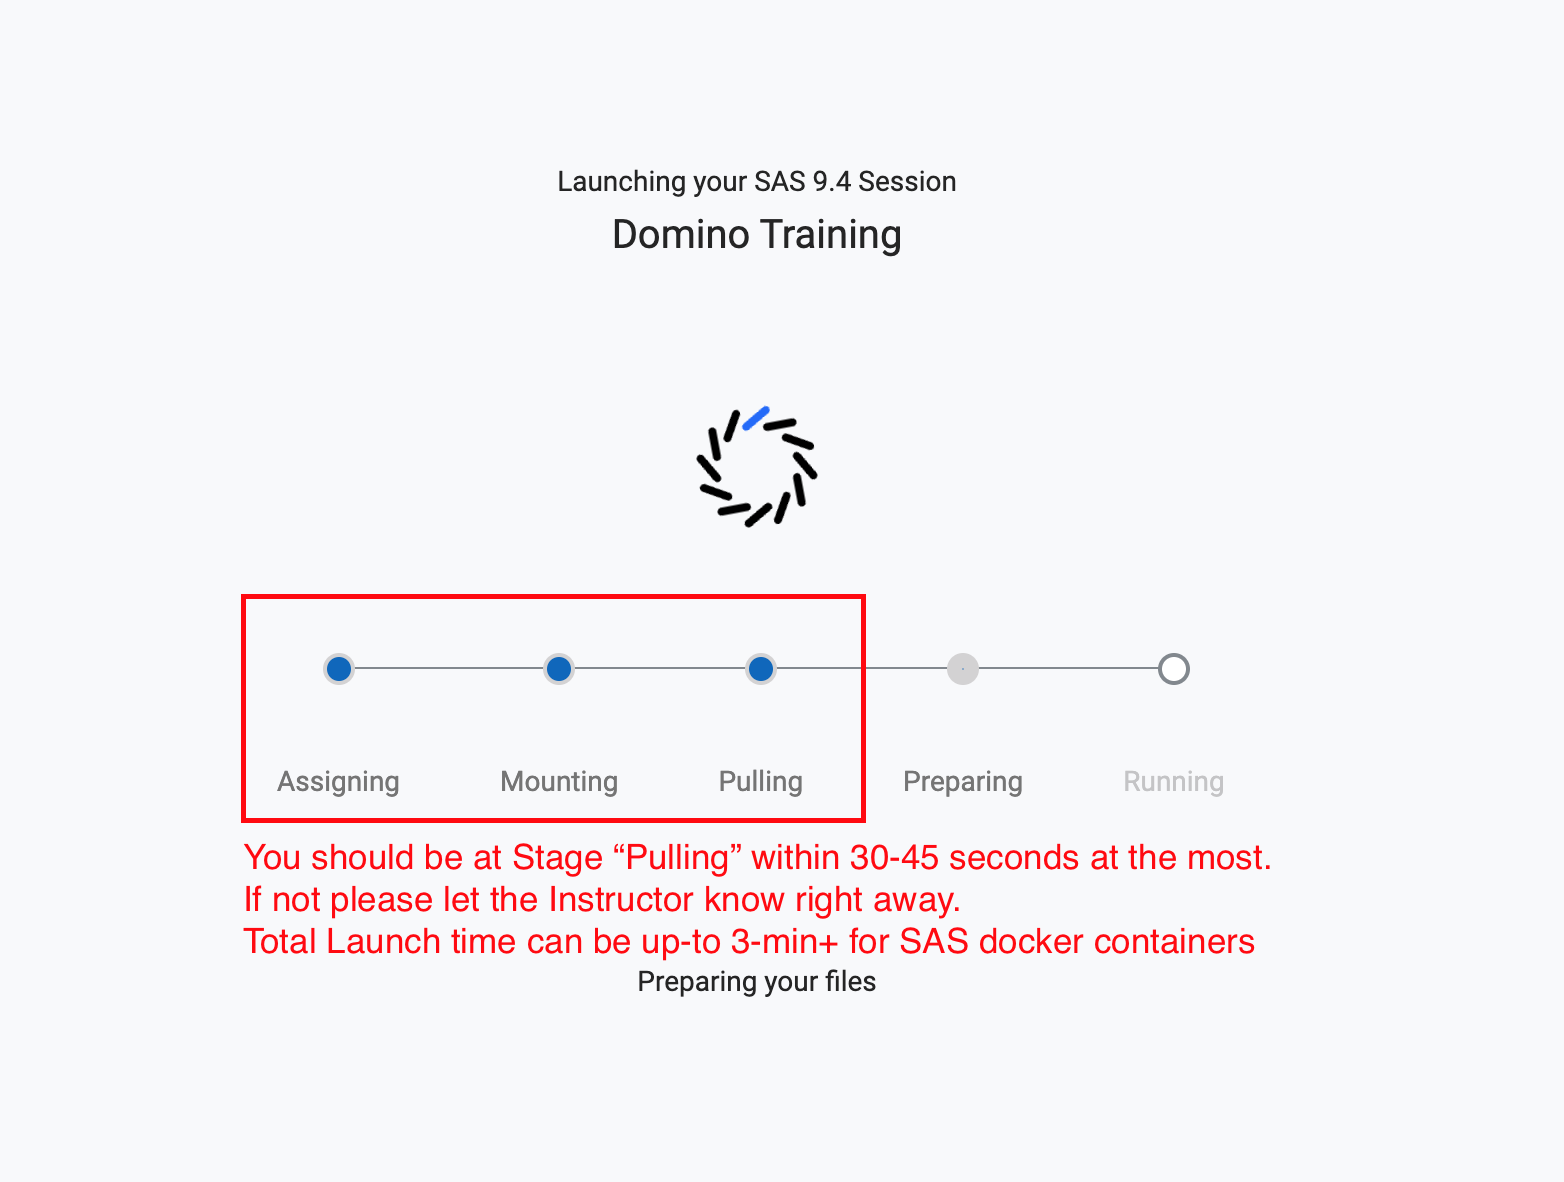 Launching your SAS 9.4 Session
Domino Training
Assigning Mounting Pulling Preparing Running
You should be at Stage “Pulling” within 30-45 seconds at the most.
If not please let the Instructor know right away.
Total Launch time can be up-to 3-min+ for SAS docker containers
Preparing your files